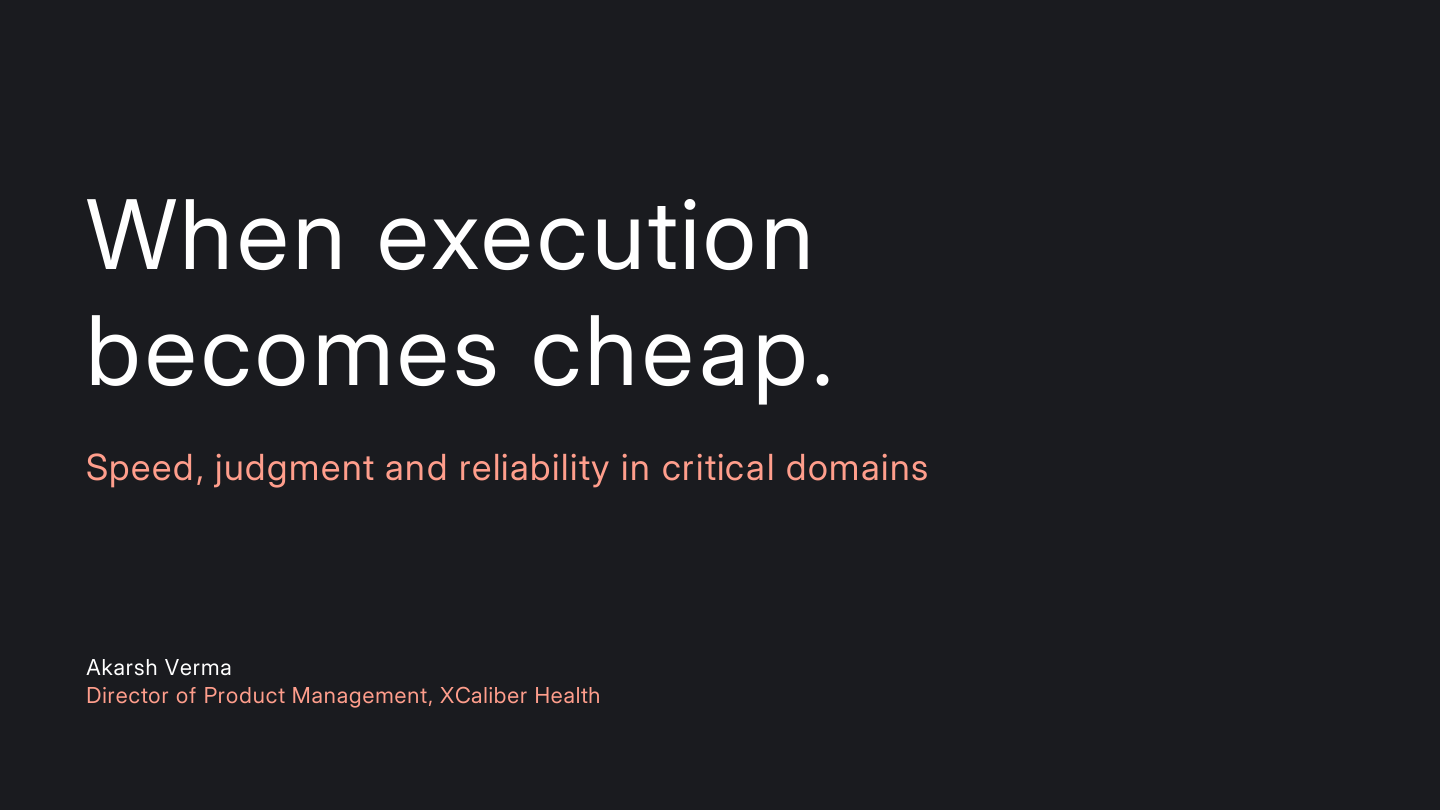 When execution
becomes cheap.
Speed, judgment and reliability in critical domains
Akarsh Verma
Director of Product Management, XCaliber Health